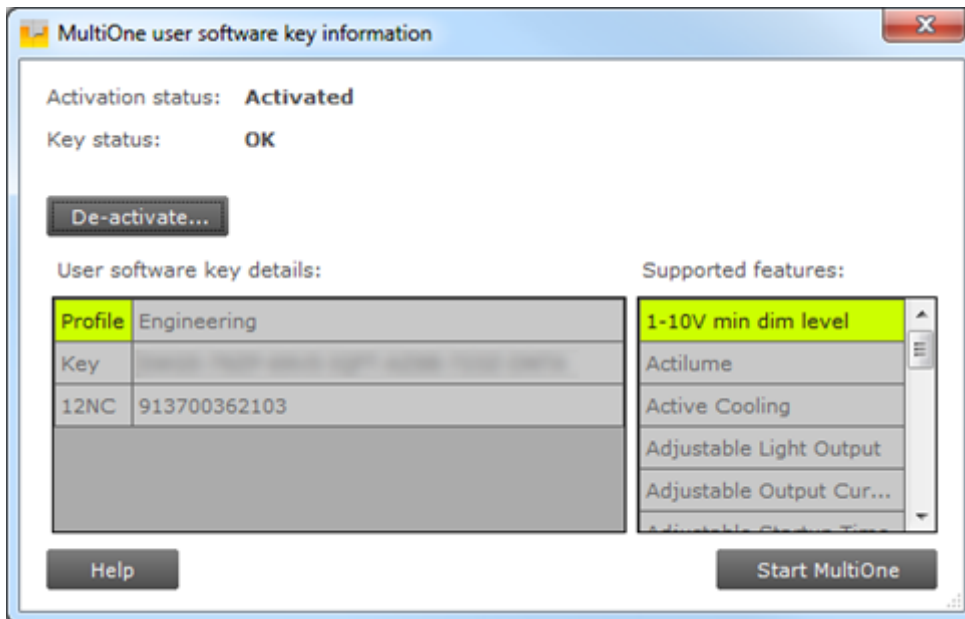 MultiOne user software key information
Activation status: Activated
Key status: OK
De-activate...
User software key details:
Supported features:
Profile Engineering
Key
12NC 913700362103
1-10V min dim level
Actilume
Active Cooling
Adjustable Light Output
Adjustable Output Cur...
Help
Start MultiOne